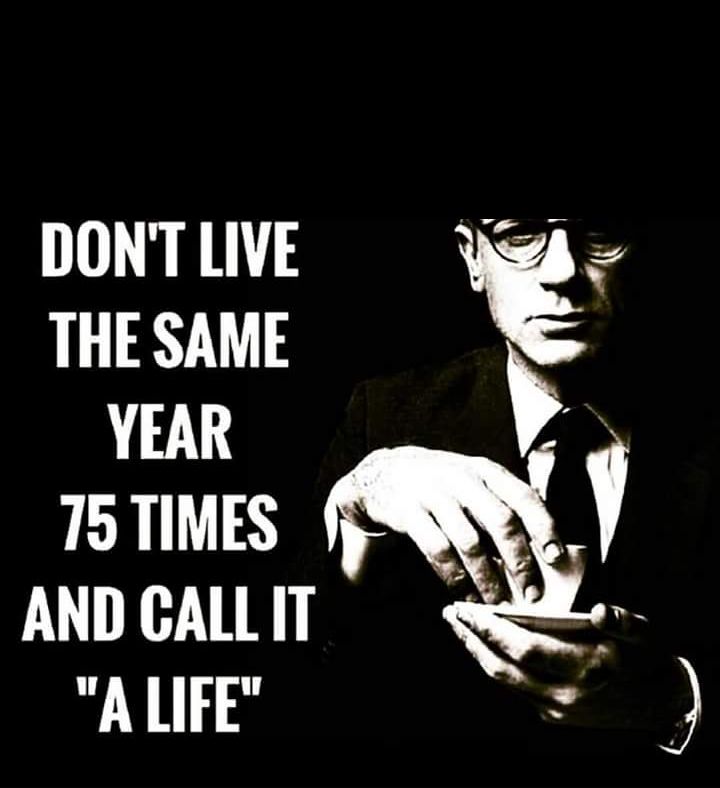 DON'T LIVE
THE SAME
YEAR
75 TIMES
AND CALL IT
"A LIFE"